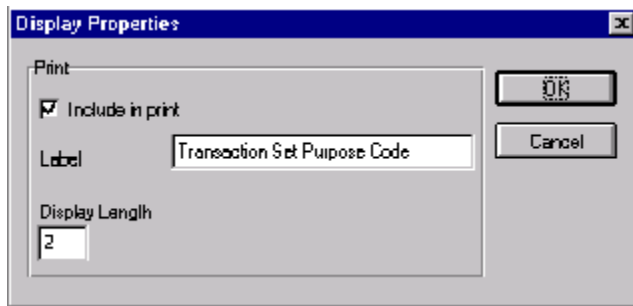 Display Properties
Print
Include in print
OK
Label
Transaction Set Purpose Code
Cancel
Display Length
2